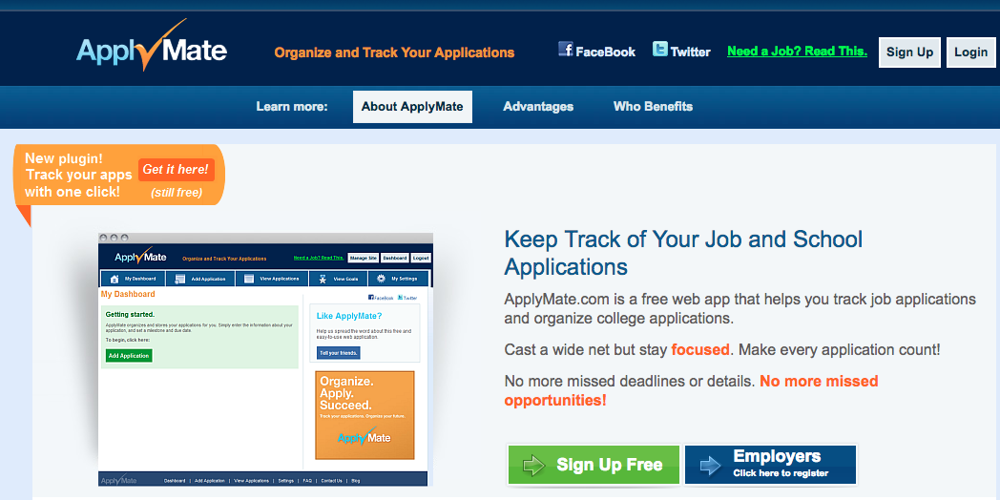 ApplyMate
Organize and Track Your Applications
FaceBook
Twitter
Need a Job? Read This.
Sign Up
Login
Learn more:
About ApplyMate
Advantages
Who Benefits
New plugin!
Track your apps
with one click!
Get it here!
(still free)
ApplyMate
Organize and Track Your Applications
Need a Job? Read This.
Manage Site
Dashboard
Logout
My Dashboard
Add Application
View Applications
View Goals
My Settings
My Dashboard
FaceBook
Twitter
Getting started.
ApplyMate organizes and stores your applications for you. Simply enter the information about your
application, and set a milestone and due date.
To begin, click here:
Add Application
Like ApplyMate?
Help us spread the word about this free and
easy-to-use web application.
Tell your friends.
Organize.
Apply.
Succeed.
Track your applications. Organize your future.
ApplyMate
ApplyMate
Dashboard | Add Application | View Applications | Settings | FAQ | Contact Us | Blog
Keep Track of Your Job and School
Applications
ApplyMate.com is a free web app that helps you track job applications
and organize college applications.
Cast a wide net but stay focused. Make every application count!
No more missed deadlines or details. No more missed
opportunities!
Sign Up Free
Employers
Click here to register